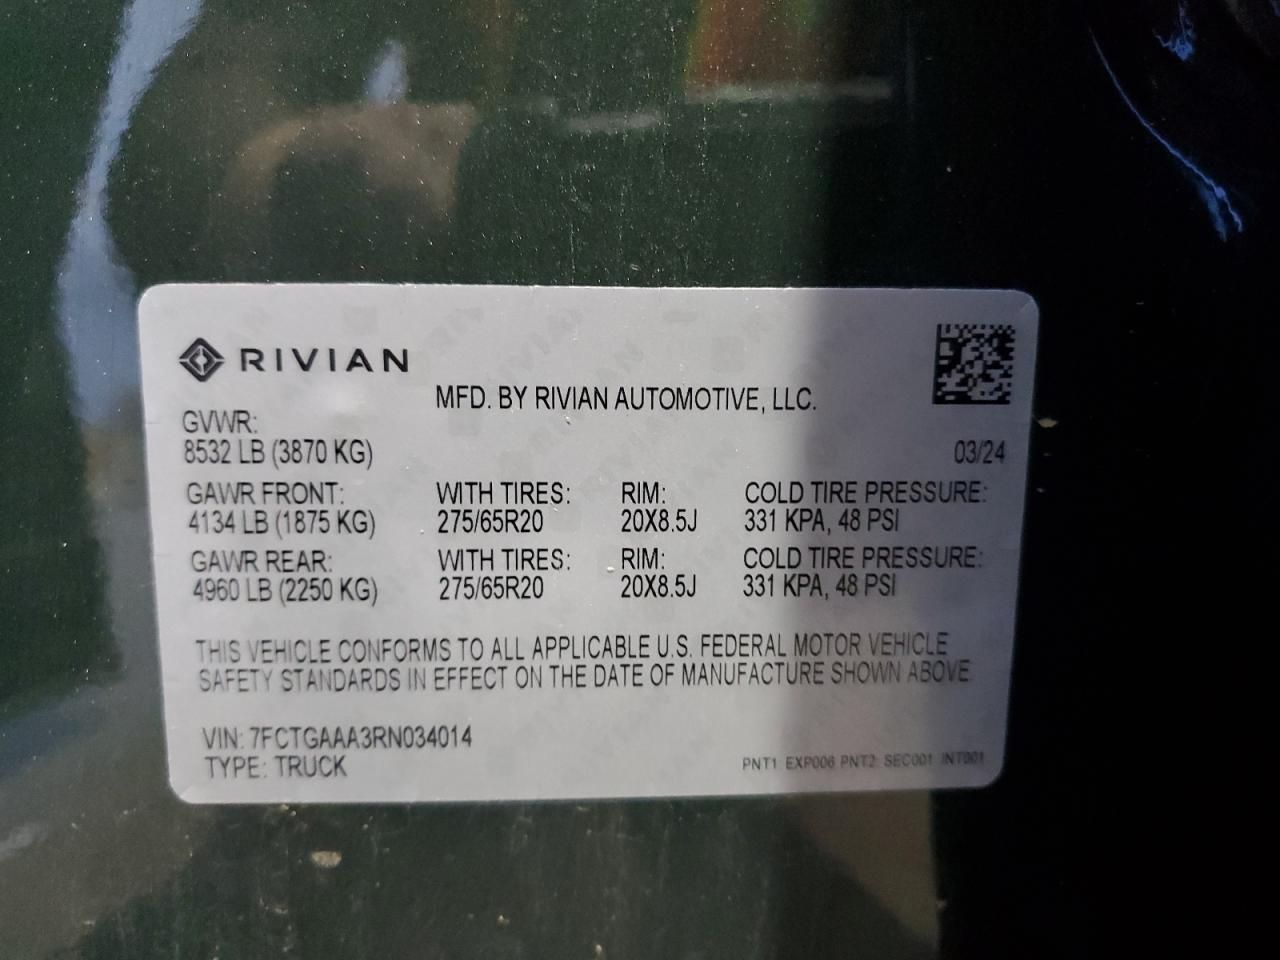 RIVIAN
MFD. BY RIVIAN AUTOMOTIVE, LLC.
GVWR:
8532 LB (3870 KG)
03/24
GAWR FRONT: WITH TIRES: RIM: COLD TIRE PRESSURE:
4134 LB (1875 KG) 275/65R20 20X8.5J 331 KPA, 48 PSI
GAWR REAR: WITH TIRES: RIM: COLD TIRE PRESSURE:
4960 LB (2250 KG) 275/65R20 20X8.5J 331 KPA, 48 PSI
THIS VEHICLE CONFORMS TO ALL APPLICABLE U.S. FEDERAL MOTOR VEHICLE
SAFETY STANDARDS IN EFFECT ON THE DATE OF MANUFACTURE SHOWN ABOVE
VIN: 7FCTGAAA3RN034014
TYPE: TRUCK
PNT1: EXP006 PNT2: SEC001 INT001